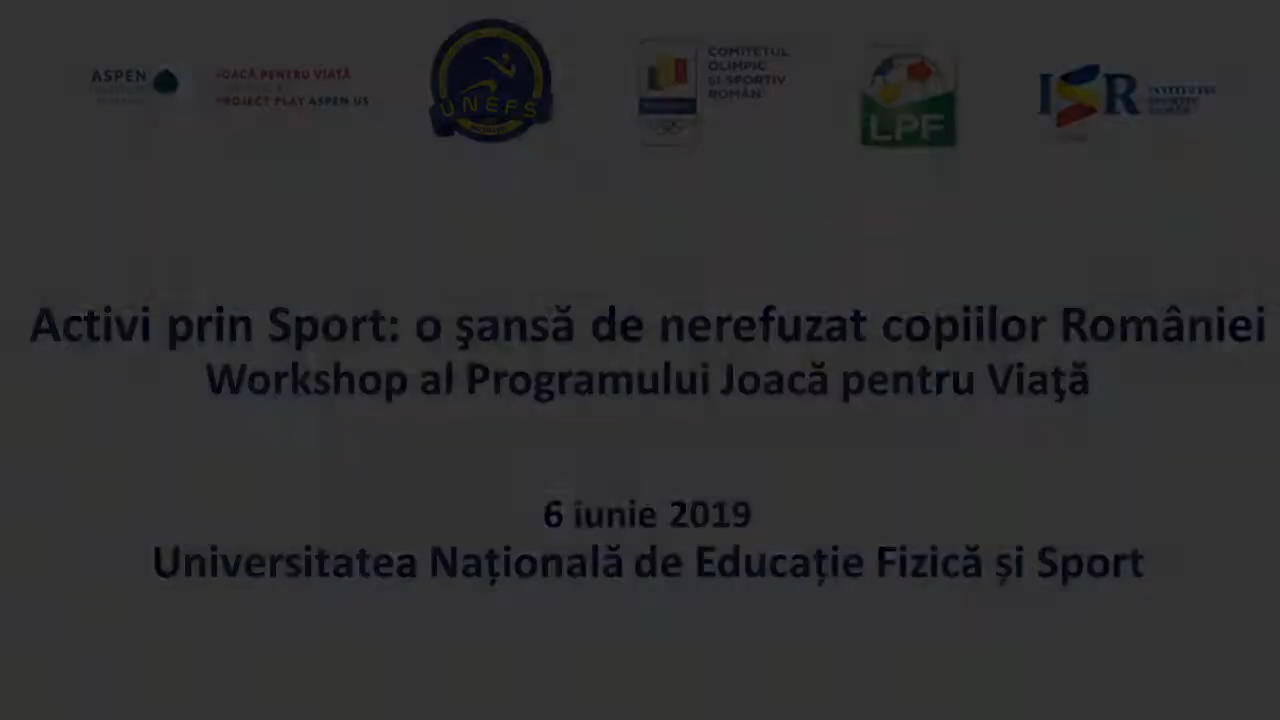 ASPEN
JOACĂ PENTRU VIAȚĂ
PROJECT PLAY ASPEN US
UNEFS
COMITETUL
OLIMPIC
ȘI SPORTIV
ROMÂN
LPF
ISR
Activi prin Sport: o şansă de nerefuzat copiilor României
Workshop al Programului Joacă pentru Viaţă
6 iunie 2019
Universitatea Națională de Educație Fizică și Sport